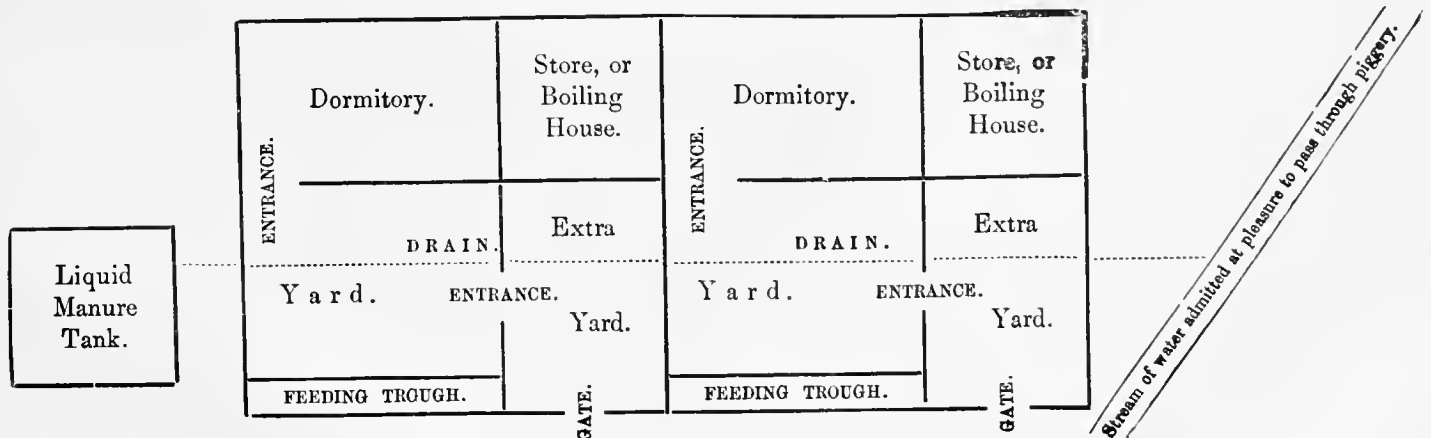 Dormitory.
Store, or
Boiling
House.
Dormitory.
Store, or
Boiling
House.
ENTRANCE.
ENTRANCE.
Extra
Extra
DRAIN.
DRAIN.
Liquid
Manure
Tank.
Yard.
ENTRANCE.
Yard.
Yard.
ENTRANCE.
Yard.
FEEDING TROUGH.
GATE.
FEEDING TROUGH.
GATE.
Stream of water admitted at pleasure to pass through piggery.